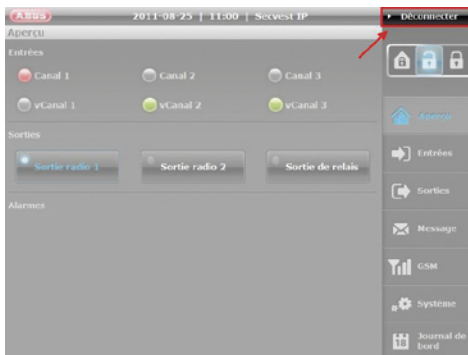 ABUS 2011-08-25 | 11:00 | Secvest IP Déconnecter
Aperçu
Entrées
Canal 1 Canal 2 Canal 3
vCanal 1 vCanal 2 vCanal 3
Sorties
Sortie radio 1 Sortie radio 2 Sortie de relais
Alarmes
Aperçu
Entrées
Sorties
Message
GSM
Système
Journal de
bord